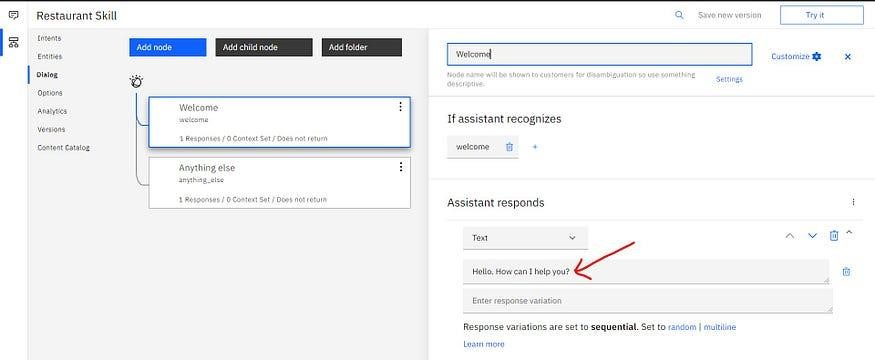 Restaurant Skill
Save new version
Try it
Intents
Entities
Dialog
Options
Analytics
Versions
Content Catalog
Add node
Add child node
Add folder
Welcome
welcome
1 Responses / 0 Context Set / Does not return
Anything else
anything_else
1 Responses / 0 Context Set / Does not return
Welcome
Customize
Node name will be shown to customers for disambiguation so use something
descriptive.
Settings
If assistant recognizes
welcome
Assistant responds
Text
Hello. How can I help you?
Enter response variation
Response variations are set to sequential. Set to random | multiline
Learn more